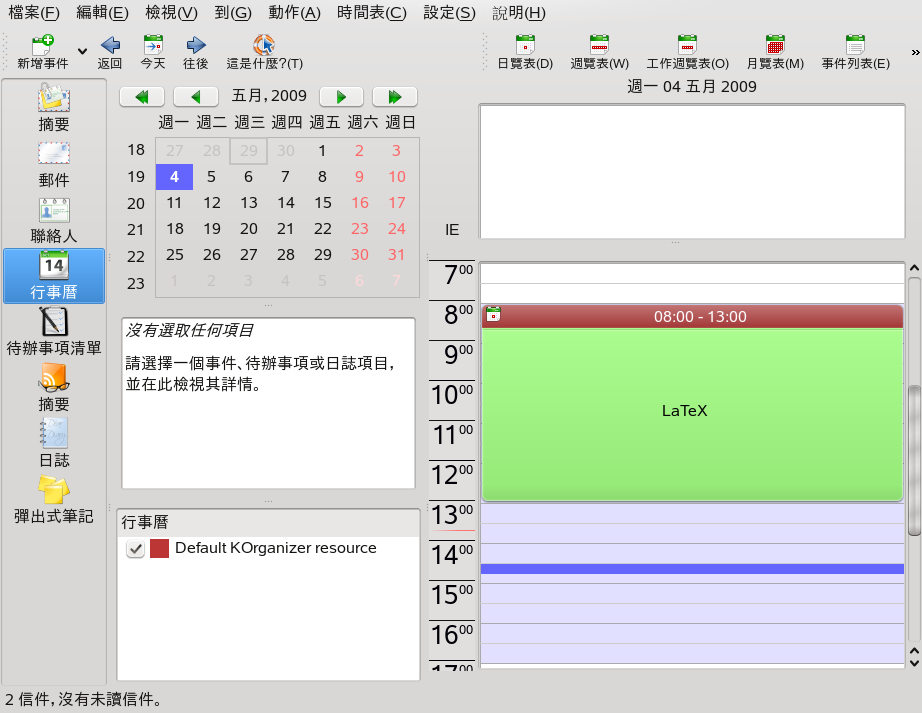 檔案(F) 編輯(E) 檢視(V) 到(G) 動作(A) 時間表(C) 設定(S) 說明(H)
新增事件 返回 今天 往後 這是什麼?(T) 日覽表(D) 週覽表(W) 工作週覽表(O) 月覽表(M) 事件列表(E) »
摘要
郵件
聯絡人
14
行事曆
待辦事項清單
摘要
日誌
彈出式筆記
五月, 2009
週一 週二 週三 週四 週五 週六 週日
18 27 28 29 30 1 2 3
19 4 5 6 7 8 9 10
20 11 12 13 14 15 16 17
21 18 19 20 21 22 23 24
22 25 26 27 28 29 30 31
23 1 2 3 4 5 6 7
沒有選取任何項目
請選擇一個事件、待辦事項或日誌項目,
並在此檢視其詳情。
行事曆
Default KOrganizer resource
週一 04 五月 2009
IE
7 00
8 00
08:00 - 13:00
9 00
10 00
LaTeX
11 00
12 00
13 00
14 00
15 00
16 00
17 00
2 信件, 沒有未讀信件。